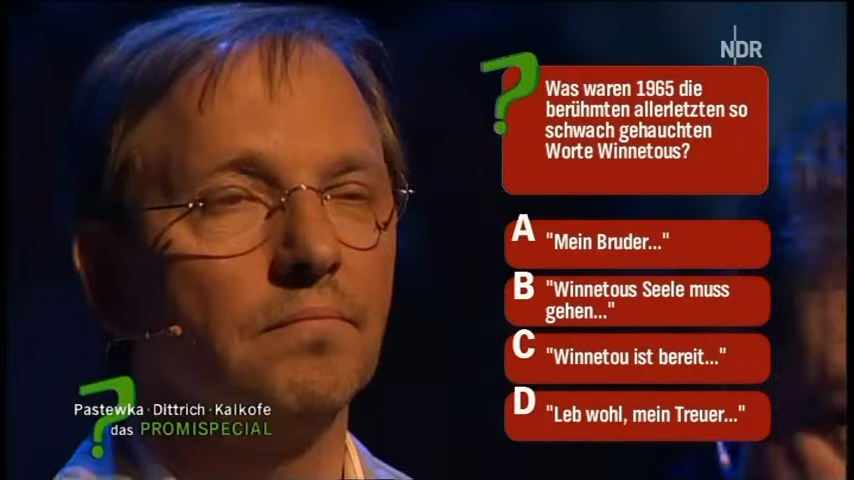 NDR
Was waren 1965 die
berühmten allerletzten so
schwach gehauchten
Worte Winnetous?
A
"Mein Bruder..."
B
"Winnetous Seele muss
gehen..."
C
"Winnetou ist bereit..."
D
"Leb wohl, mein Treuer..."
Pastewka · Dittrich · Kalkofe
das PROMISPECIAL